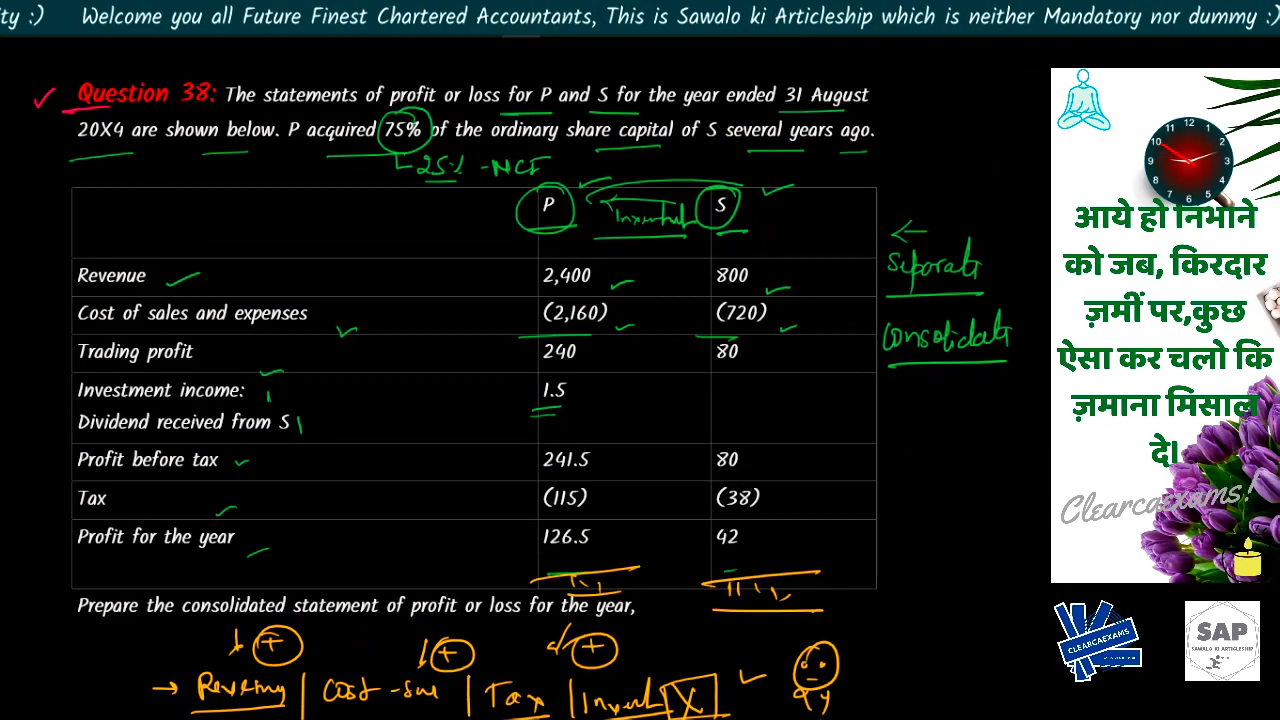 ty :)     Welcome you all Future Finest Chartered Accountants, This is Sawalo ki Articleship which is neither Mandatory nor dummy :)
Question 38: The statements of profit or loss for P and S for the year ended 31 August
20X4 are shown below. P acquired 75% of the ordinary share capital of S several years ago.
25% - NCI
P S
Revenue 2,400 800
Cost of sales and expenses (2,160) (720)
Trading profit 240 80
Investment income: 1.5
Dividend received from S
Profit before tax 241.5 80
Tax (115) (38)
Profit for the year 126.5 42
Prepare the consolidated statement of profit or loss for the year,
Tax
X
आये हो निभाने
को जब, किरदार
ज़मीं पर,कुछ
ऐसा कर चलो कि
ज़माना मिसाल
दे।
Clearcaexams!
CLEARCAEXAMS
SAP
SAWALO KI ARTICLESHIP